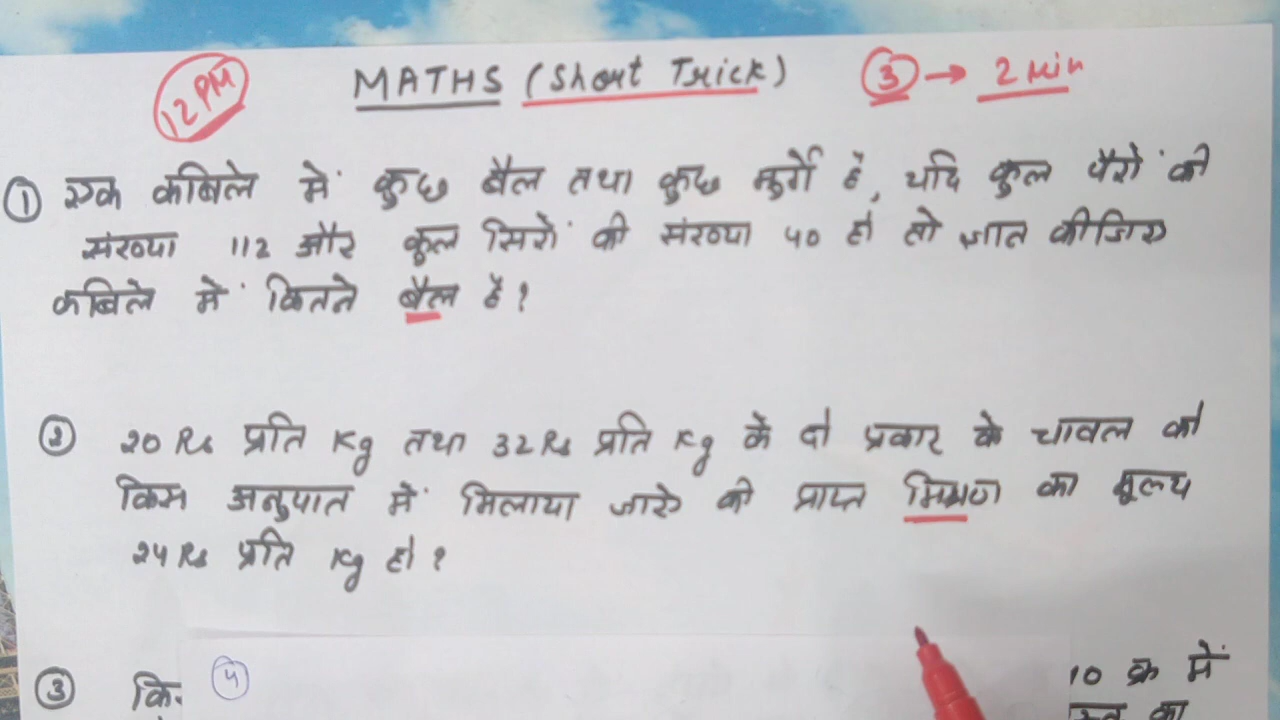 12 PM
MATHS (Short Trick) ③ → 2 Min
① एक कबिले में कुछ बैल तथा कुछ मुर्गे है, यदि कुल पैरो की
संख्या 112 और कुल सिरो की संख्या 40 हो तो ज्ञात कीजिए
कबिले में कितने बैल है?
② 20 Rs प्रति Kg तथा 32 Rs प्रति Kg के दो प्रकार के चावल को
किस अनुपात में मिलाया जाए की प्राप्त मिश्रण का मूल्य
24 Rs प्रति Kg हो?
③ ④ 10 क्र में
का